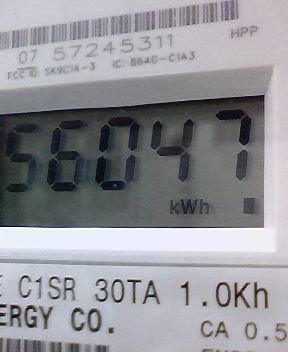 HPP
07 57245311
FCC ID: SK9C1A-3 IC: S64G-C1A3
56047
kWh
E C1SR 30TA 1.0Kh
ERGY CO. CA 0.5